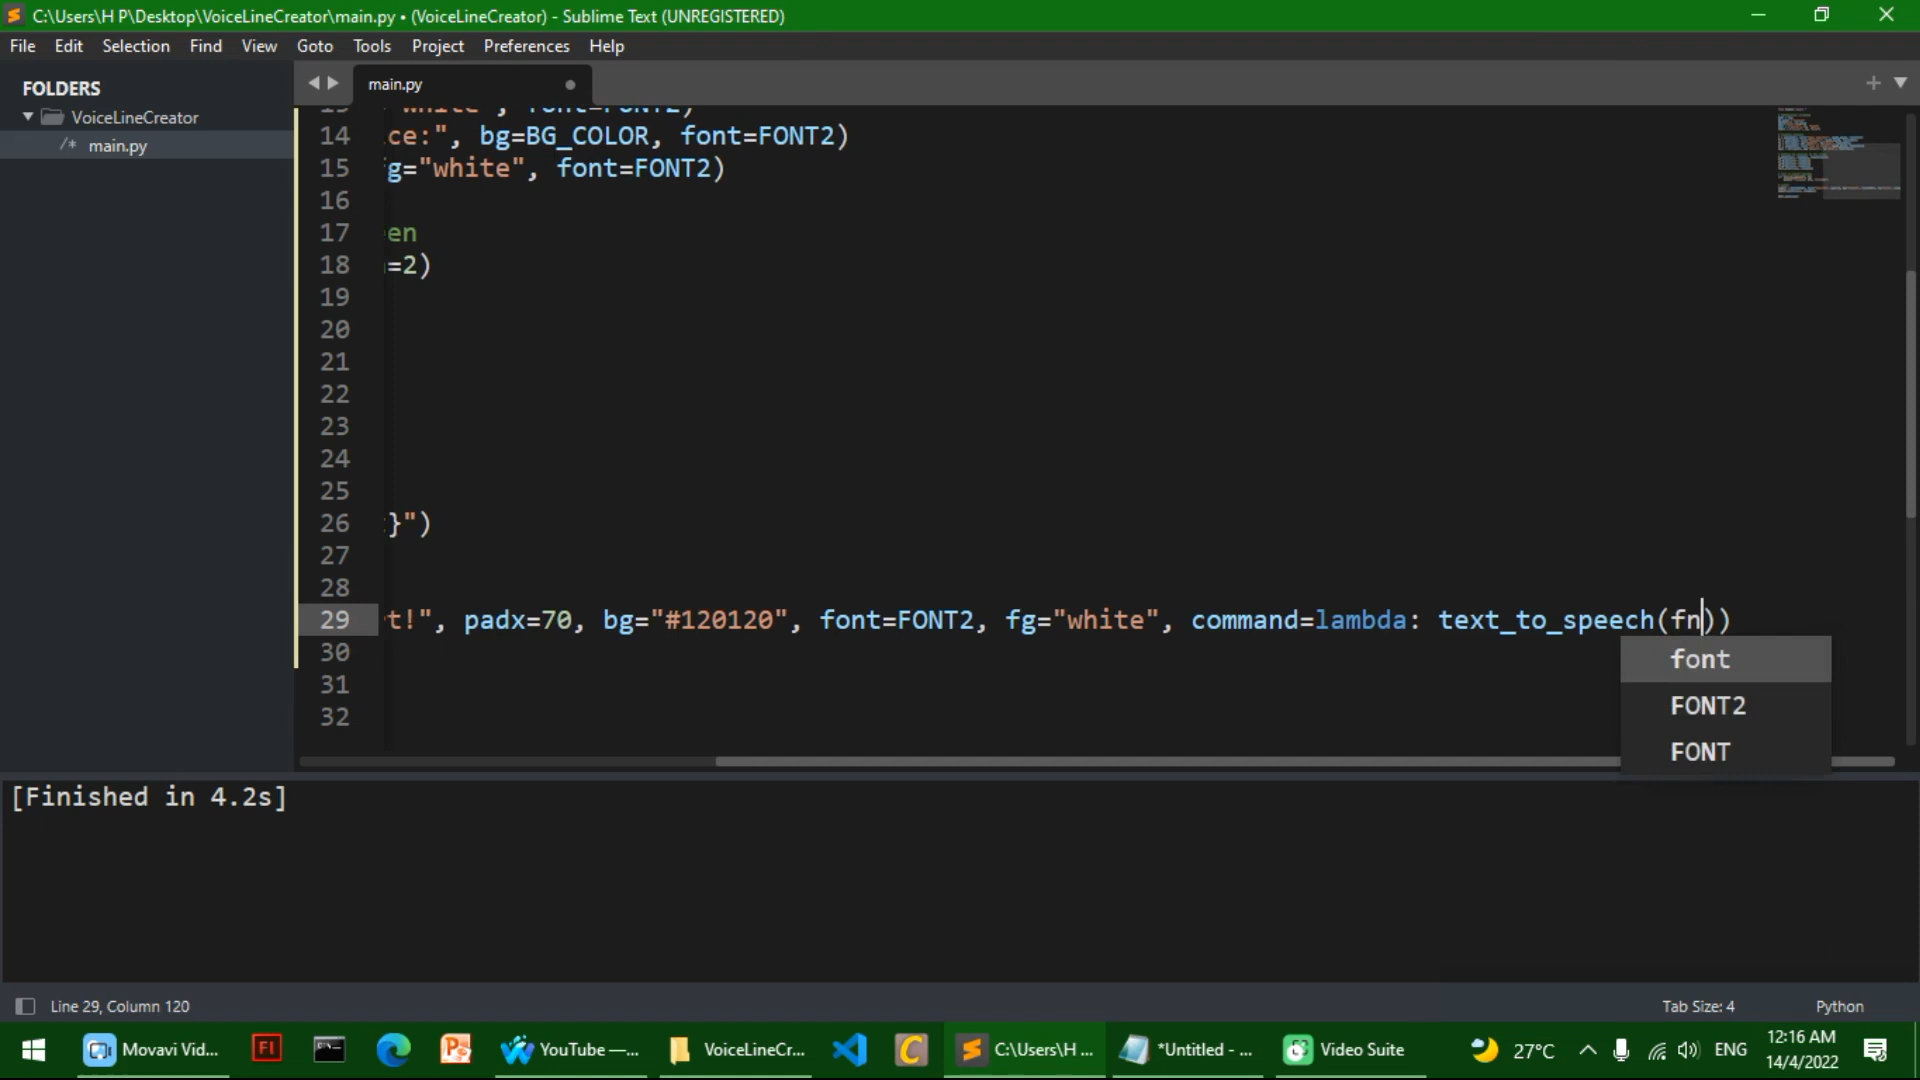 C:\Users\H P\Desktop\VoiceLineCreator\main.py • (VoiceLineCreator) - Sublime Text (UNREGISTERED)
File Edit Selection Find View Goto Tools Project Preferences Help
FOLDERS
VoiceLineCreator
/* main.py
main.py
14 ce:", bg=BG_COLOR, font=FONT2)
15 g="white", font=FONT2)
16
17 en
18 =2)
19
20
21
22
23
24
25
26 }")
27
28
29 t!", padx=70, bg="#120120", font=FONT2, fg="white", command=lambda: text_to_speech(fn))
30
31
32
font
FONT2
FONT
[Finished in 4.2s]
Line 29, Column 120
Tab Size: 4
Python
Movavi Vid...
YouTube —...
VoiceLineCr...
C:\Users\H ...
*Untitled - ...
Video Suite
27°C
ENG
12:16 AM
14/4/2022